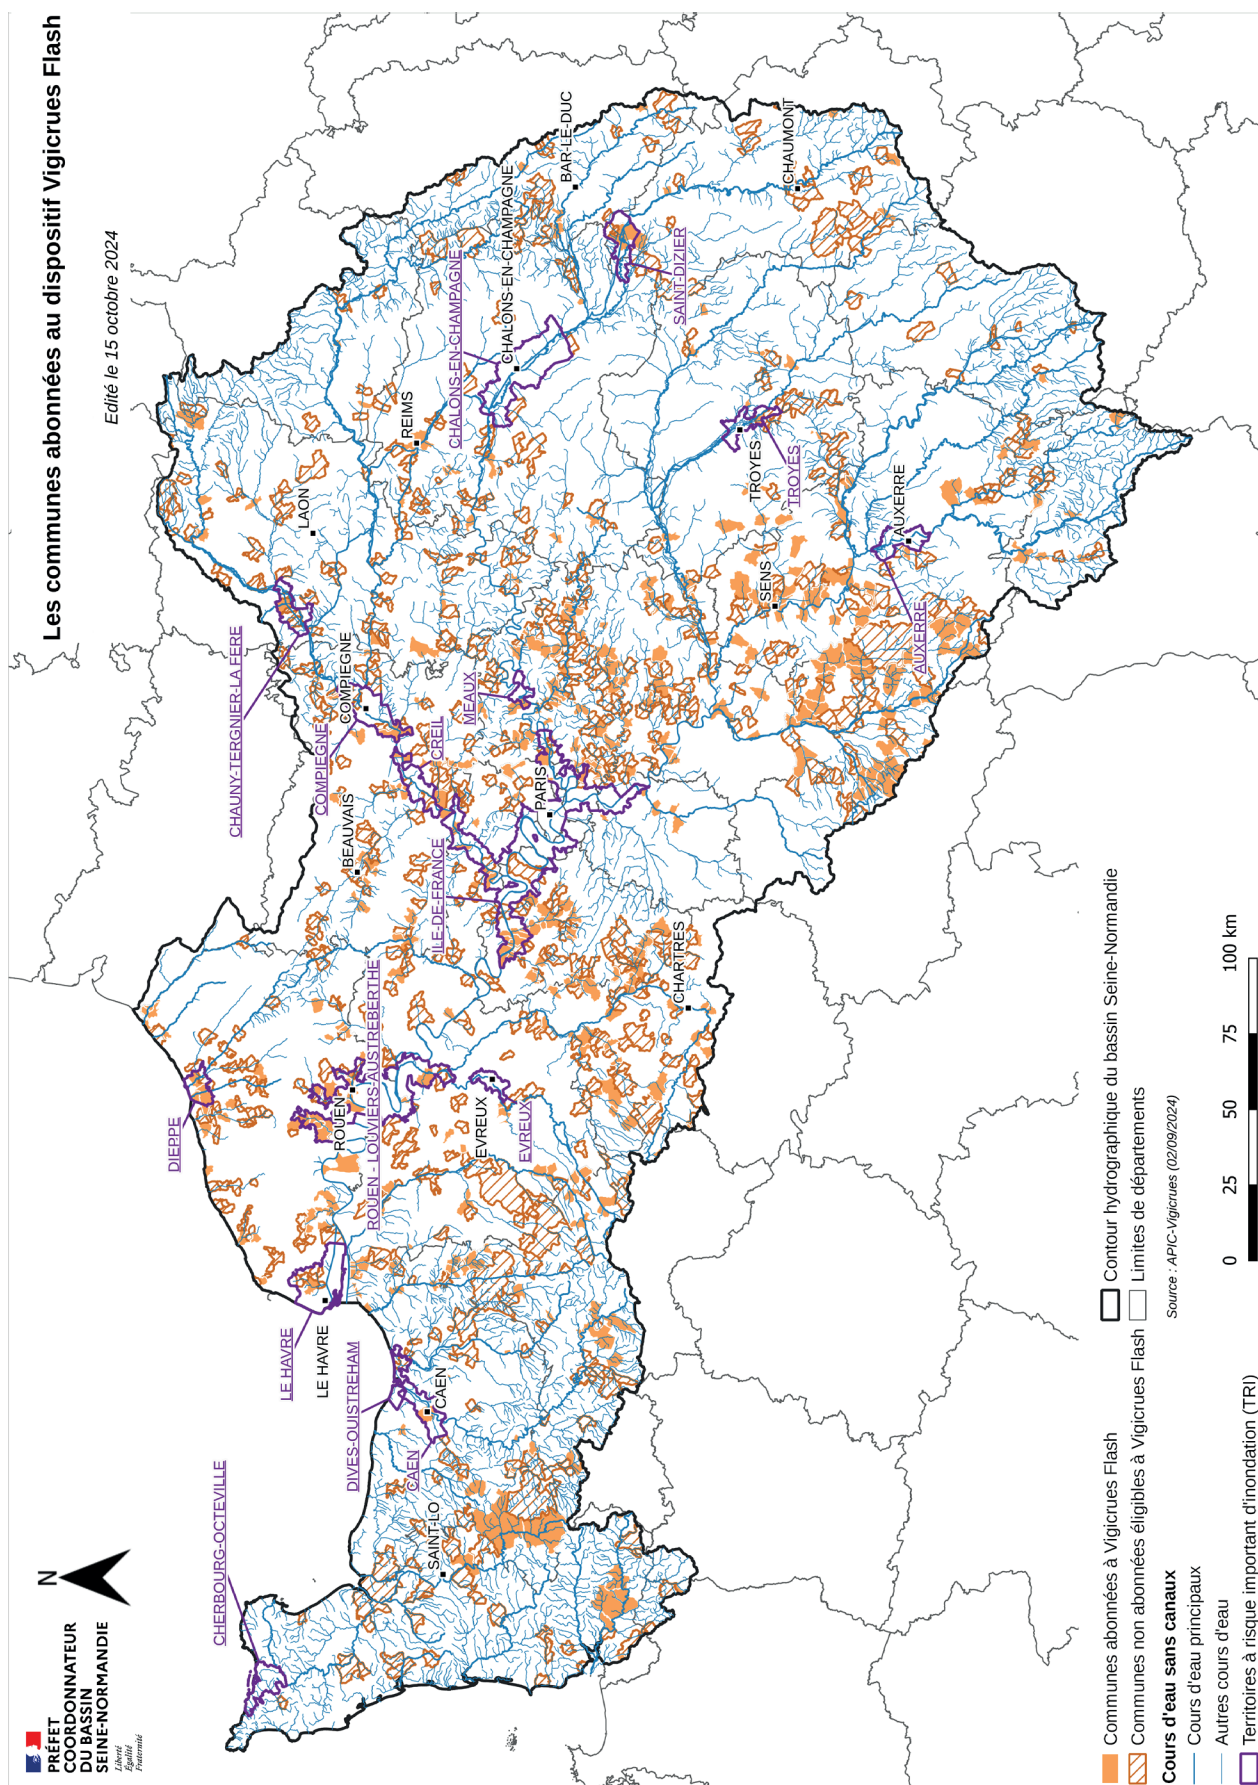 PRÉFET
COORDONNATEUR
DU BASSIN
SEINE-NORMANDIE
Liberté
Égalité
Fraternité
N
Les communes abonnées au dispositif Vigicrues Flash
Edité le 15 octobre 2024
CHERBOURG-OCTEVILLE
SAINT-LO
DIVES-OUISTREHAM
CAEN
CAEN
LE HAVRE
LE HAVRE
DIEPPE
ROUEN
ROUEN - LOUVIERS-AUSTREBERTHE
EVREUX
EVREUX
CHARTRES
BEAUVAIS
ILE-DE-FRANCE
PARIS
CHAUNY-TERGNIER-LA FERE
COMPIEGNE
COMPIEGNE
CREIL
MEAUX
LAON
REIMS
CHALONS-EN-CHAMPAGNE
CHALONS-EN-CHAMPAGNE
BAR-LE-DUC
SAINT-DIZIER
CHAUMONT
TROYES
TROYES
SENS
AUXERRE
AUXERRE
Communes abonnées à Vigicrues Flash
Communes non abonnées éligibles à Vigicrues Flash
Cours d'eau sans canaux
Cours d'eau principaux
Autres cours d'eau
Territoires à risque important d'inondation (TRI)
Contour hydrographique du bassin Seine-Normandie
Limites de départements
Source : APIC-Vigicrues (02/09/2024)
0 25 50 75 100 km